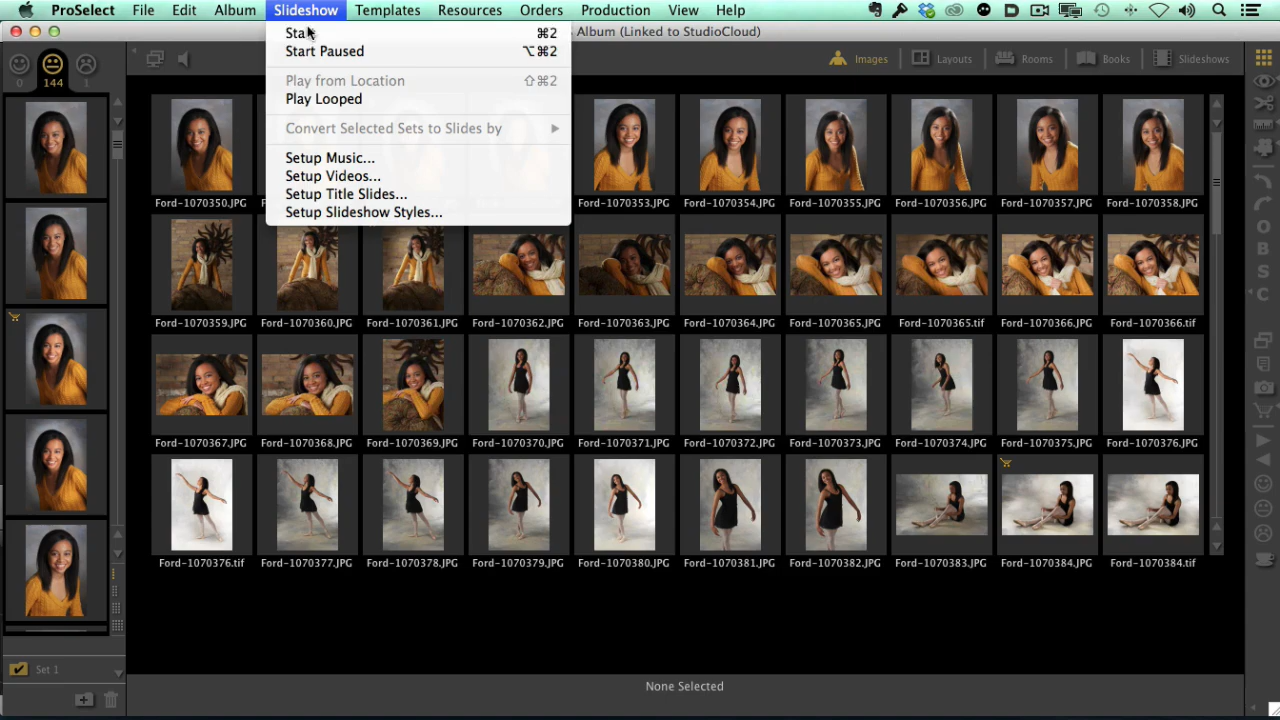 ProSelect File Edit Album Slideshow Templates Resources Orders Production View Help
Album (Linked to StudioCloud)
Sta ⌘2
Start Paused ⌥⌘2
Play from Location ⇧⌘2
Play Looped
Convert Selected Sets to Slides by
Setup Music...
Setup Videos...
Setup Title Slides...
Setup Slideshow Styles...
0 144 1
Images Layouts Rooms Books Slideshows
Ford-1070350.JPG Ford-1070353.JPG Ford-1070354.JPG Ford-1070355.JPG Ford-1070356.JPG Ford-1070357.JPG Ford-1070358.JPG
Ford-1070359.JPG Ford-1070360.JPG Ford-1070361.JPG Ford-1070362.JPG Ford-1070363.JPG Ford-1070364.JPG Ford-1070365.JPG Ford-1070365.tif Ford-1070366.JPG Ford-1070366.tif
Ford-1070367.JPG Ford-1070368.JPG Ford-1070369.JPG Ford-1070370.JPG Ford-1070371.JPG Ford-1070372.JPG Ford-1070373.JPG Ford-1070374.JPG Ford-1070375.JPG Ford-1070376.JPG
Ford-1070376.tif Ford-1070377.JPG Ford-1070378.JPG Ford-1070379.JPG Ford-1070380.JPG Ford-1070381.JPG Ford-1070382.JPG Ford-1070383.JPG Ford-1070384.JPG Ford-1070384.tif
O
B
S
C
Set 1
None Selected